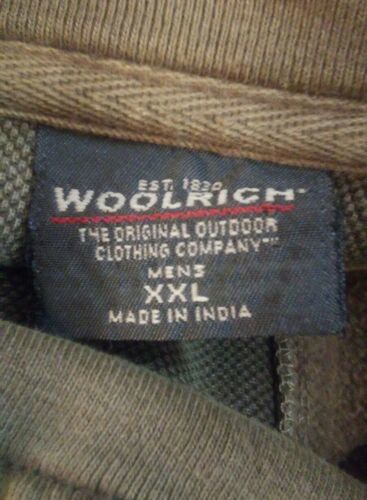 EST. 1830
WOOLRICH
THE ORIGINAL OUTDOOR
CLOTHING COMPANY™
MENS
XXL
MADE IN INDIA